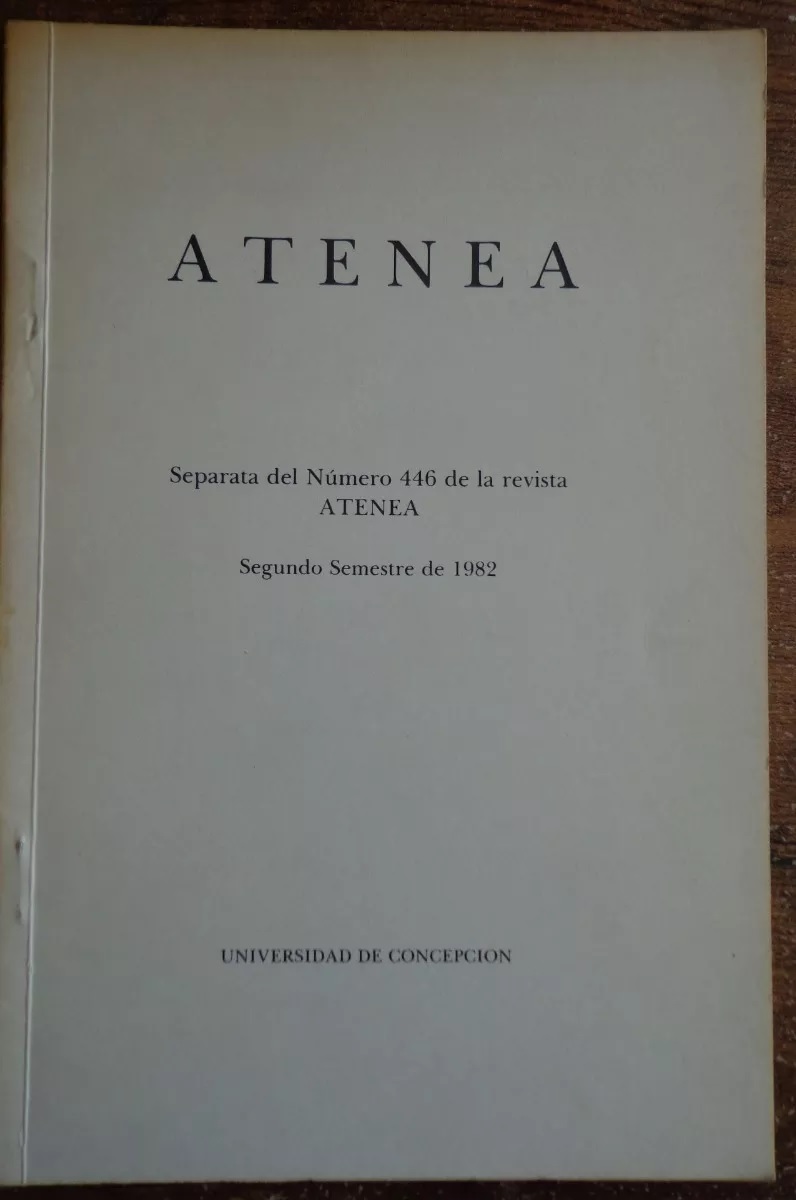 ATENEA
Separata del Número 446 de la revista
ATENEA
Segundo Semestre de 1982
UNIVERSIDAD DE CONCEPCION